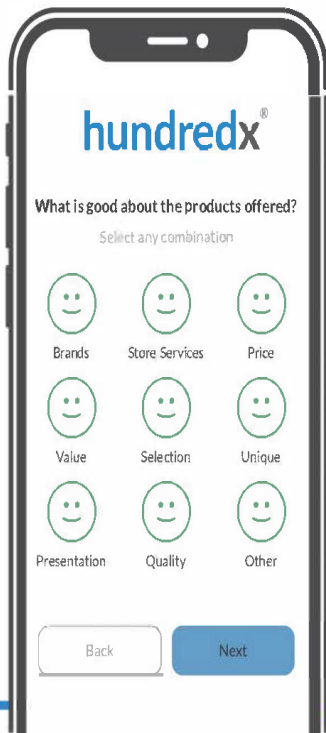 hundredx®
What is good about the products offered?
Select any combination
Brands Store Services Price
Value Selection Unique
Presentation Quality Other
Back Next